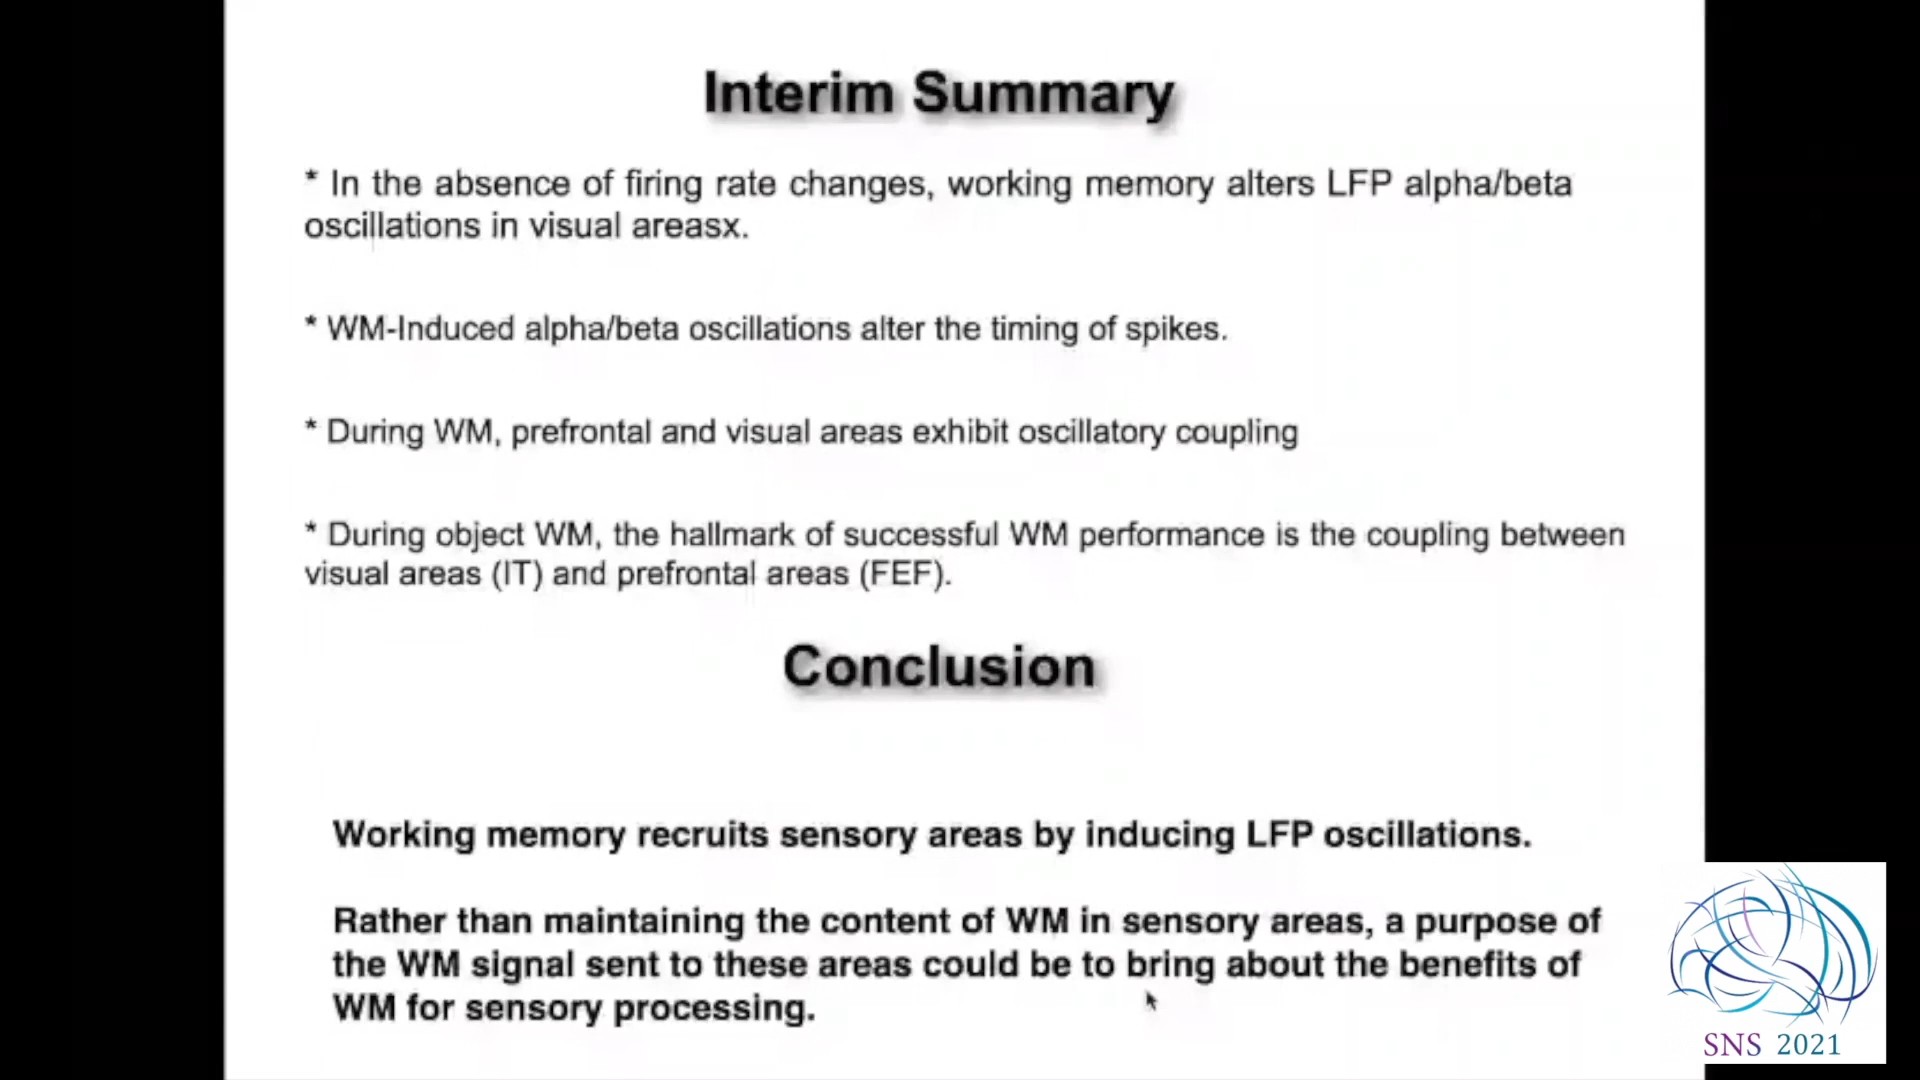 Interim Summary
* In the absence of firing rate changes, working memory alters LFP alpha/beta
oscillations in visual areasx.
* WM-Induced alpha/beta oscillations alter the timing of spikes.
* During WM, prefrontal and visual areas exhibit oscillatory coupling
* During object WM, the hallmark of successful WM performance is the coupling between
visual areas (IT) and prefrontal areas (FEF).
Conclusion
Working memory recruits sensory areas by inducing LFP oscillations.
Rather than maintaining the content of WM in sensory areas, a purpose of
the WM signal sent to these areas could be to bring about the benefits of
WM for sensory processing.
SNS 2021